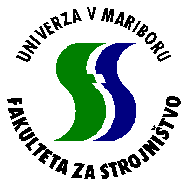 UNIVERZA V MARIBORU
FAKULTETA ZA STROJNIŠTVO